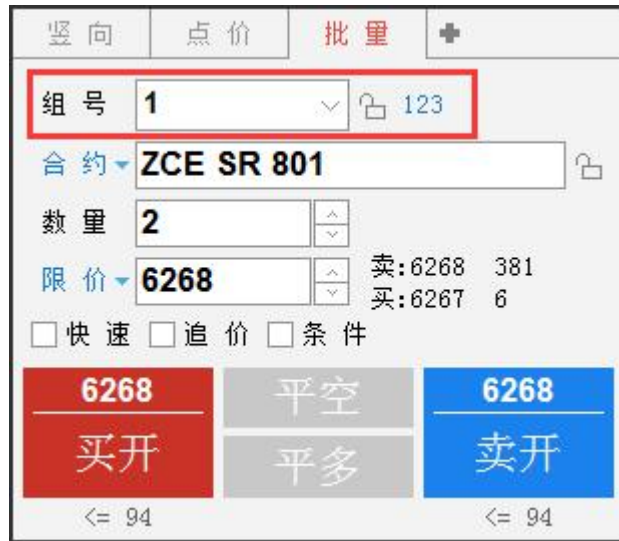 竖向 点价 批量
组号 1 123
合约 ZCE SR 801
数量 2
限价 6268 卖:6268 381
买:6267 6
快速 追价 条件
6268 平空 6268
买开 平多 卖开
<= 94 <= 94